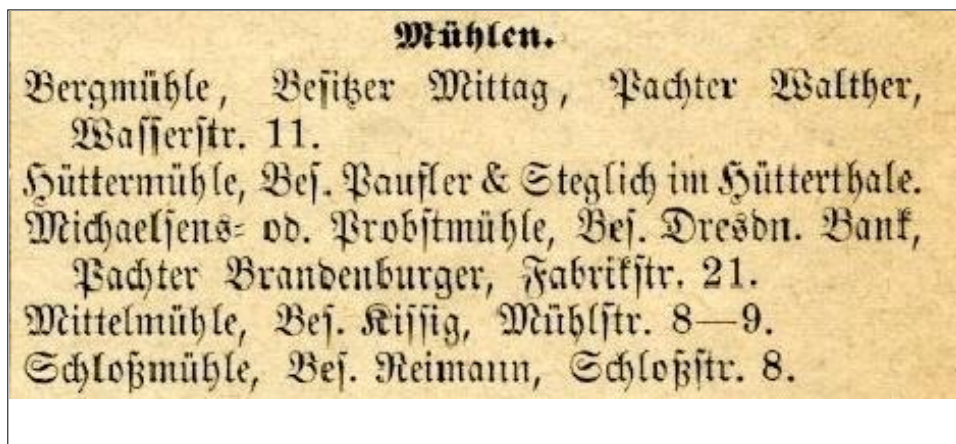 Mühlen.
Bergmühle, Besitzer Mittag, Pachter Walther,
Wasserstr. 11.
Hüttermühle, Bes. Paufler & Steglich im Hütterthale.
Michaelsens- od. Probstmühle, Bes. Dresdn. Bank,
Pachter Brandenburger, Fabrikstr. 21.
Mittelmühle, Bes. Kissig, Mühlstr. 8—9.
Schloßmühle, Bes. Reimann, Schloßstr. 8.